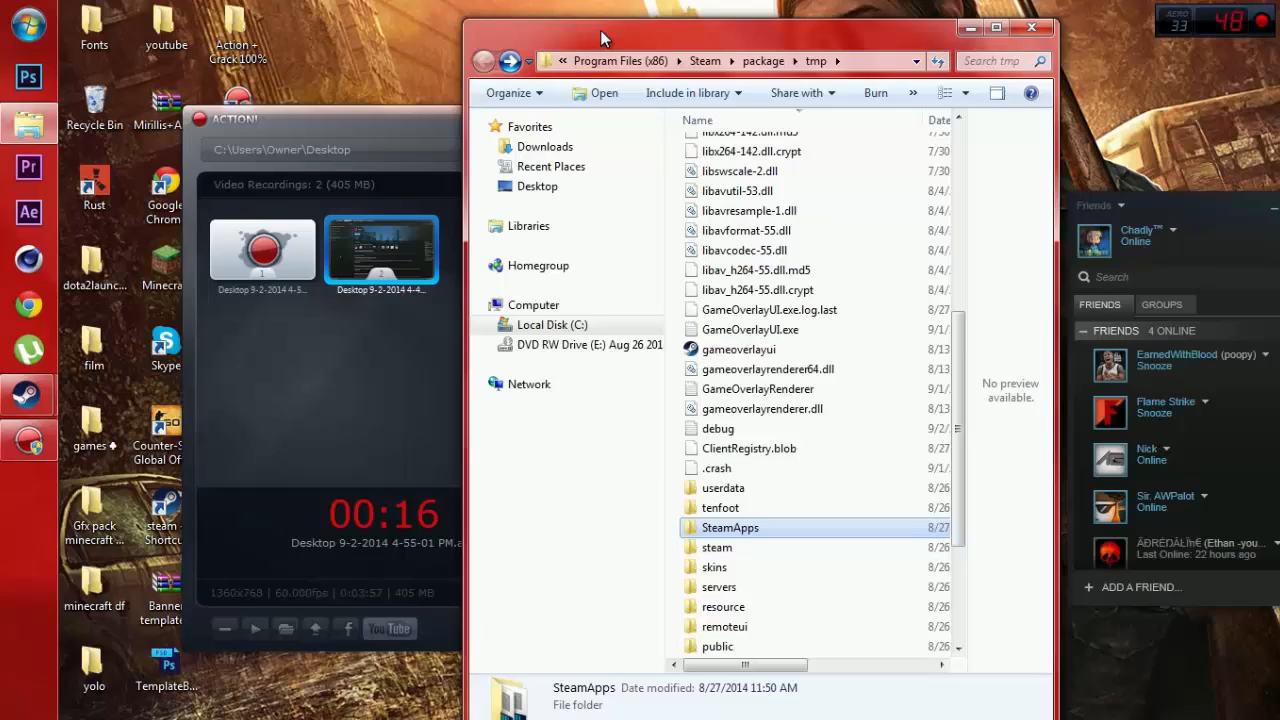 Fonts
youtube
Action +
Crack 100%
Recycle Bin
Mirillis+A
Rust
Google
Chrom
dota2launc...
Minecra
film
Skype
games ♣
Counter-S
Global Of
Gfx pack
minecraft ...
steam -
Shortcu
minecraft df
Banner
templat
yolo
TemplateB...
Ps
Pr
Ae
ACTION!
C:\Users\Owner\Desktop
Video Recordings: 2 (405 MB)
1
2
Desktop 9-2-2014 4-5...
Desktop 9-2-2014 4-4...
00:16
Desktop 9-2-2014 4-55-01 PM.a
1360x768 | 60.000fps | 0:03:57 | 405 MB
You Tube
« Program Files (x86) Steam package tmp
Search tmp
Organize
Open
Include in library
Share with
Burn
»
Favorites
Downloads
Recent Places
Desktop
Libraries
Homegroup
Computer
Local Disk (C:)
DVD RW Drive (E:) Aug 26 201
Network
Name
Date
libx264-142.dll.md5 7/30
libx264-142.dll.crypt 7/30
libswscale-2.dll 7/30
libavutil-53.dll 8/4/
libavresample-1.dll 8/4/
libavformat-55.dll 8/4/
libavcodec-55.dll 8/4/
libav_h264-55.dll.md5 8/4/
libav_h264-55.dll.crypt 8/4/
GameOverlayUI.exe.log.last 8/27
GameOverlayUI.exe 9/1/
gameoverlayui 8/13
gameoverlayrenderer64.dll 8/13
GameOverlayRenderer 9/1/
gameoverlayrenderer.dll 8/13
debug 9/2/
ClientRegistry.blob 8/27
.crash 9/1/
userdata 8/26
tenfoot 8/26
SteamApps 8/27
steam 8/26
skins 8/26
servers 8/26
resource 8/26
remoteui 8/26
public 8/26
No preview
available.
SteamApps Date modified: 8/27/2014 11:50 AM
File folder
AERO
33
48
Friends
Chadly™
Online
Search
FRIENDS
GROUPS
FRIENDS 4 ONLINE
EarnedWithBlood (poopy)
Snooze
Flame Strike
Snooze
Nick
Online
Sir. AWPalot
Online
(Ethan -you...
Last Online: 22 hours ago
+ ADD A FRIEND...